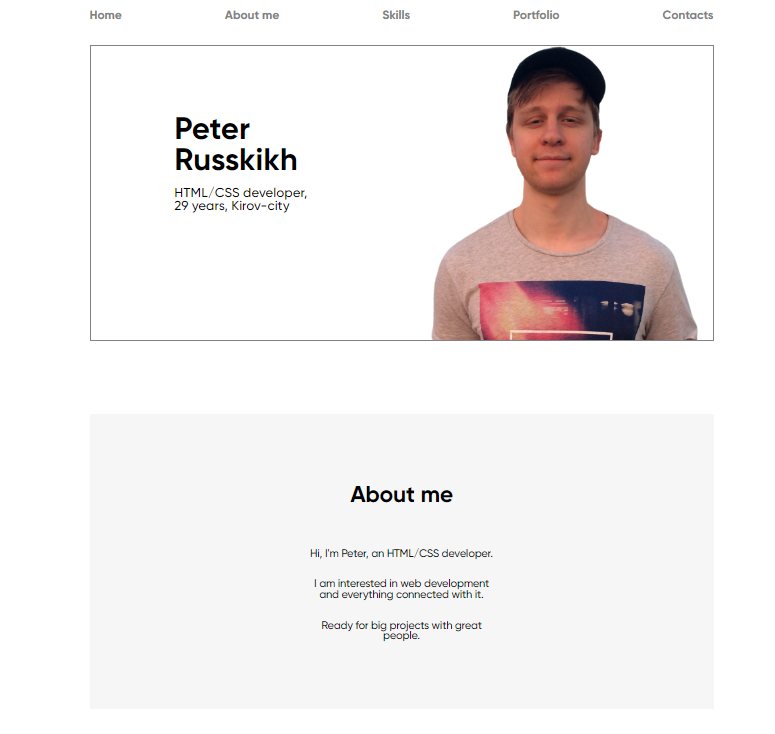 Home About me Skills Portfolio Contacts
Peter
Russkikh
HTML/CSS developer,
29 years, Kirov-city
About me
Hi, I'm Peter, an HTML/CSS developer.
I am interested in web development
and everything connected with it.
Ready for big projects with great
people.